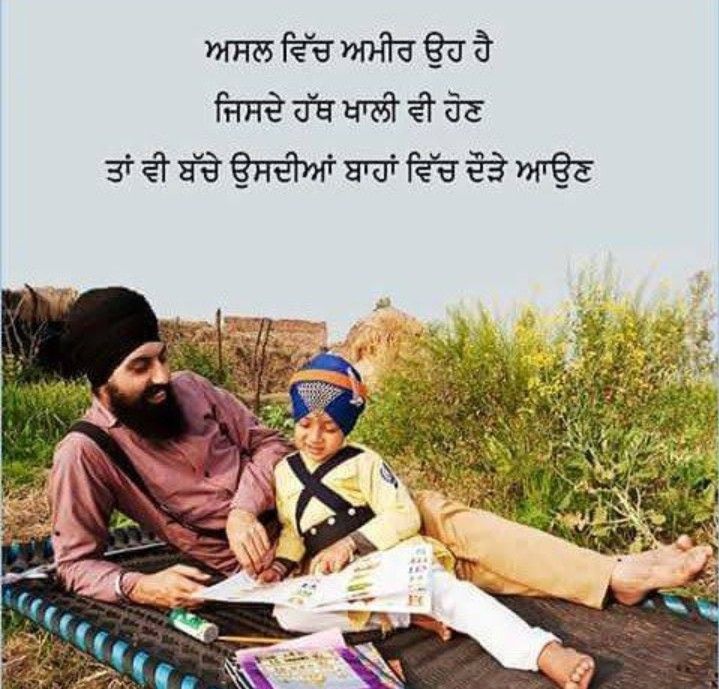 ਅਸਲ ਵਿੱਚ ਅਮੀਰ ਉਹ ਹੈ
ਜਿਸਦੇ ਹੱਥ ਖਾਲੀ ਵੀ ਹੋਣ
ਤਾਂ ਵੀ ਬੱਚੇ ਉਸਦੀਆਂ ਬਾਹਾਂ ਵਿੱਚ ਦੌੜੇ ਆਉਣ